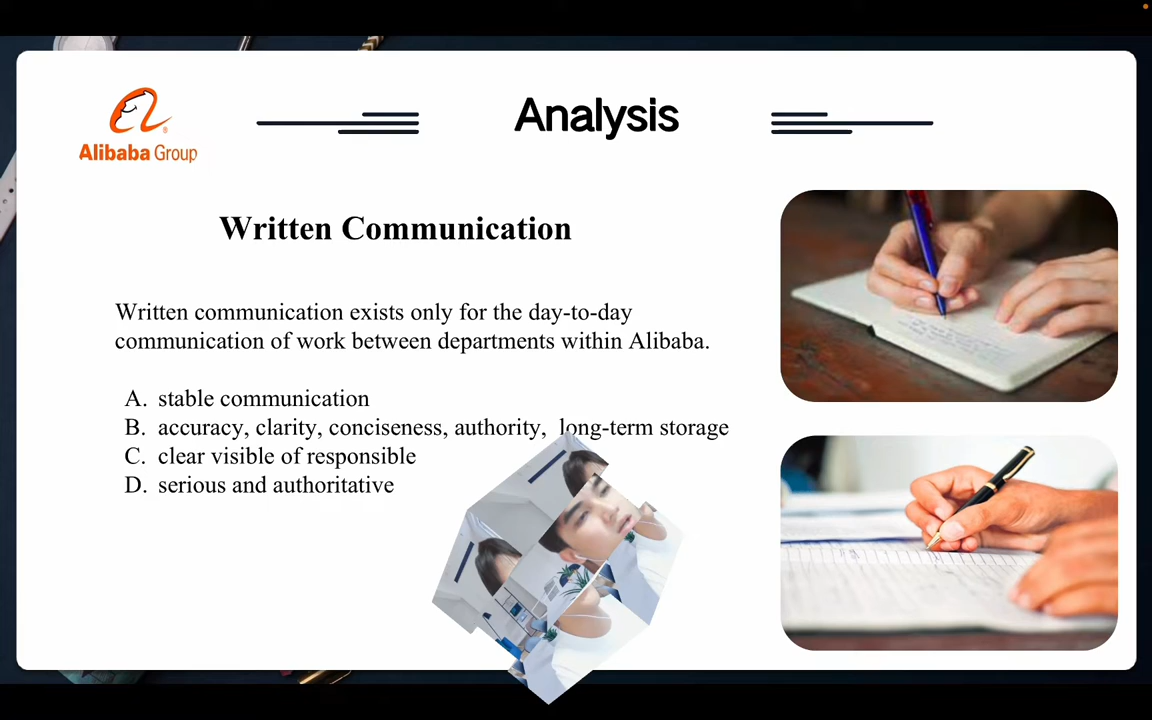 Alibaba Group
Analysis
Written Communication
Written communication exists only for the day-to-day
communication of work between departments within Alibaba.
A. stable communication
B. accuracy, clarity, conciseness, authority, long-term storage
C. clear visible of responsible
D. serious and authoritative